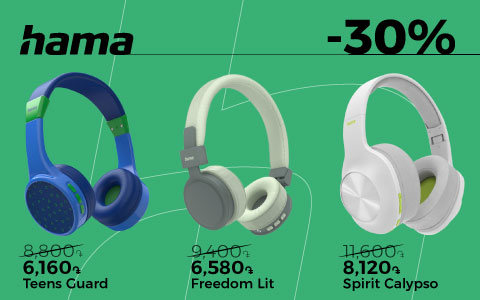 hama
-30%
8,800֏ 9,400֏ 11,600֏
6,160֏ 6,580֏ 8,120֏
Teens Guard Freedom Lit Spirit Calypso